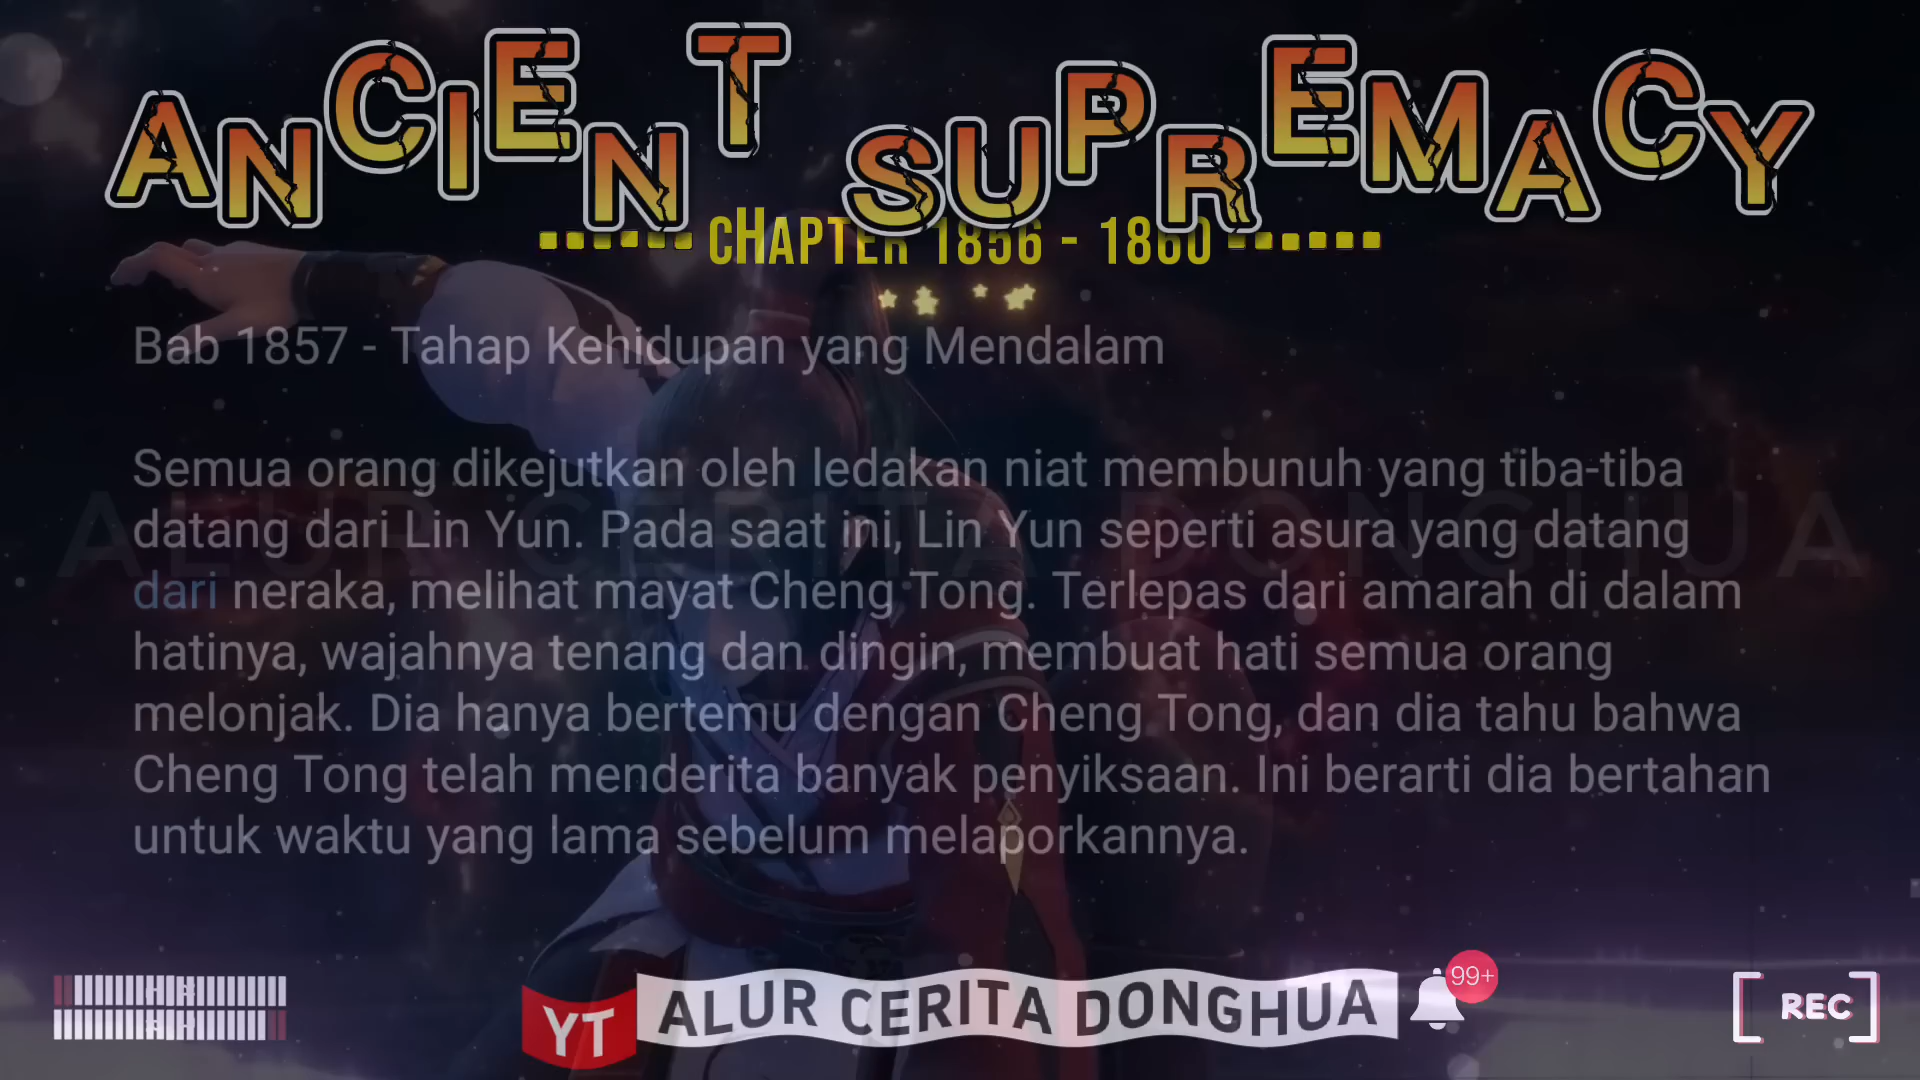 ANCIENT SUPREMACY
CHAPTER 1856 - 1860
Bab 1857 - Tahap Kehidupan yang Mendalam
Semua orang dikejutkan oleh ledakan niat membunuh yang tiba-tiba
datang dari Lin Yun. Pada saat ini, Lin Yun seperti asura yang datang
dari neraka, melihat mayat Cheng Tong. Terlepas dari amarah di dalam
hatinya, wajahnya tenang dan dingin, membuat hati semua orang
melonjak. Dia hanya bertemu dengan Cheng Tong, dan dia tahu bahwa
Cheng Tong telah menderita banyak penyiksaan. Ini berarti dia bertahan
untuk waktu yang lama sebelum melaporkannya.
ALUR CERITA DONGHUA
YT ALUR CERITA DONGHUA 99+
REC